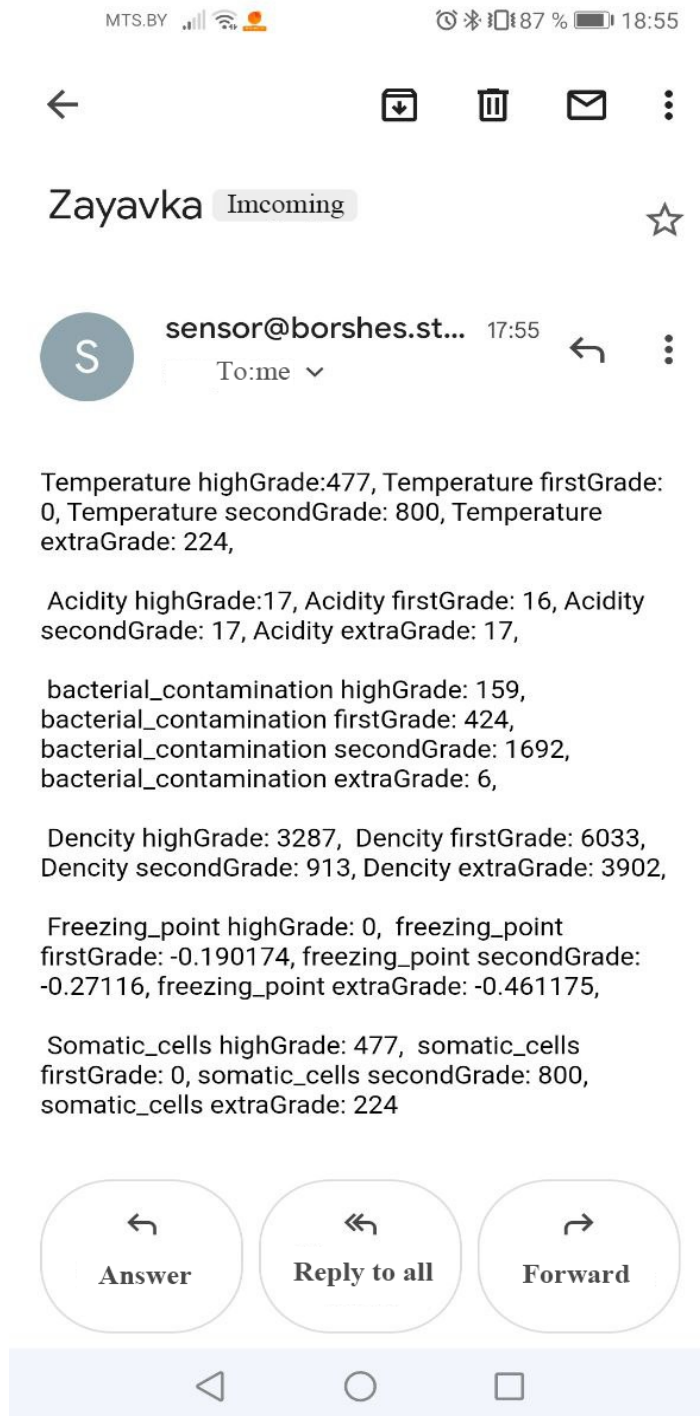 MTS.BY 87 % 18:55
Zayavka Imcoming
S
sensor@borshes.st... 17:55
To:me
Temperature highGrade:477, Temperature firstGrade:
0, Temperature secondGrade: 800, Temperature
extraGrade: 224,
Acidity highGrade:17, Acidity firstGrade: 16, Acidity
secondGrade: 17, Acidity extraGrade: 17,
bacterial_contamination highGrade: 159,
bacterial_contamination firstGrade: 424,
bacterial_contamination secondGrade: 1692,
bacterial_contamination extraGrade: 6,
Dencity highGrade: 3287, Dencity firstGrade: 6033,
Dencity secondGrade: 913, Dencity extraGrade: 3902,
Freezing_point highGrade: 0, freezing_point
firstGrade: -0.190174, freezing_point secondGrade:
-0.27116, freezing_point extraGrade: -0.461175,
Somatic_cells highGrade: 477, somatic_cells
firstGrade: 0, somatic_cells secondGrade: 800,
somatic_cells extraGrade: 224
Answer Reply to all Forward